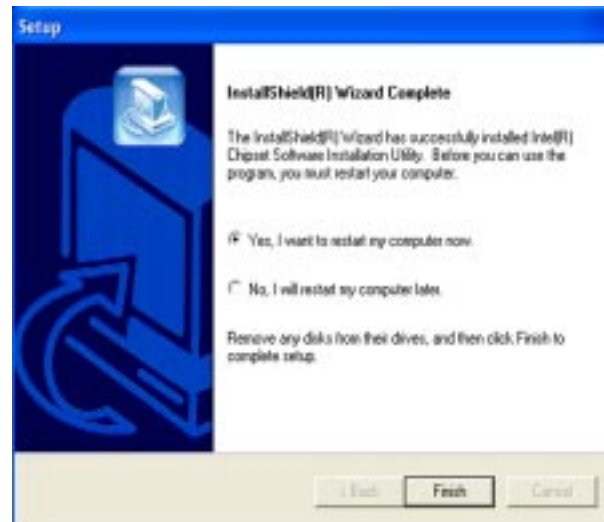 Setup
InstallShield(R) Wizard Complete
The InstallShield(R) Wizard has successfully installed Intel(R)
Chipset Software Installation Utility. Before you can use the
program, you must restart your computer.
Yes, I want to restart my computer now.
No, I will restart my computer later.
Remove any disks from their drives, and then click Finish to
complete setup.
< Back
Finish
Cancel